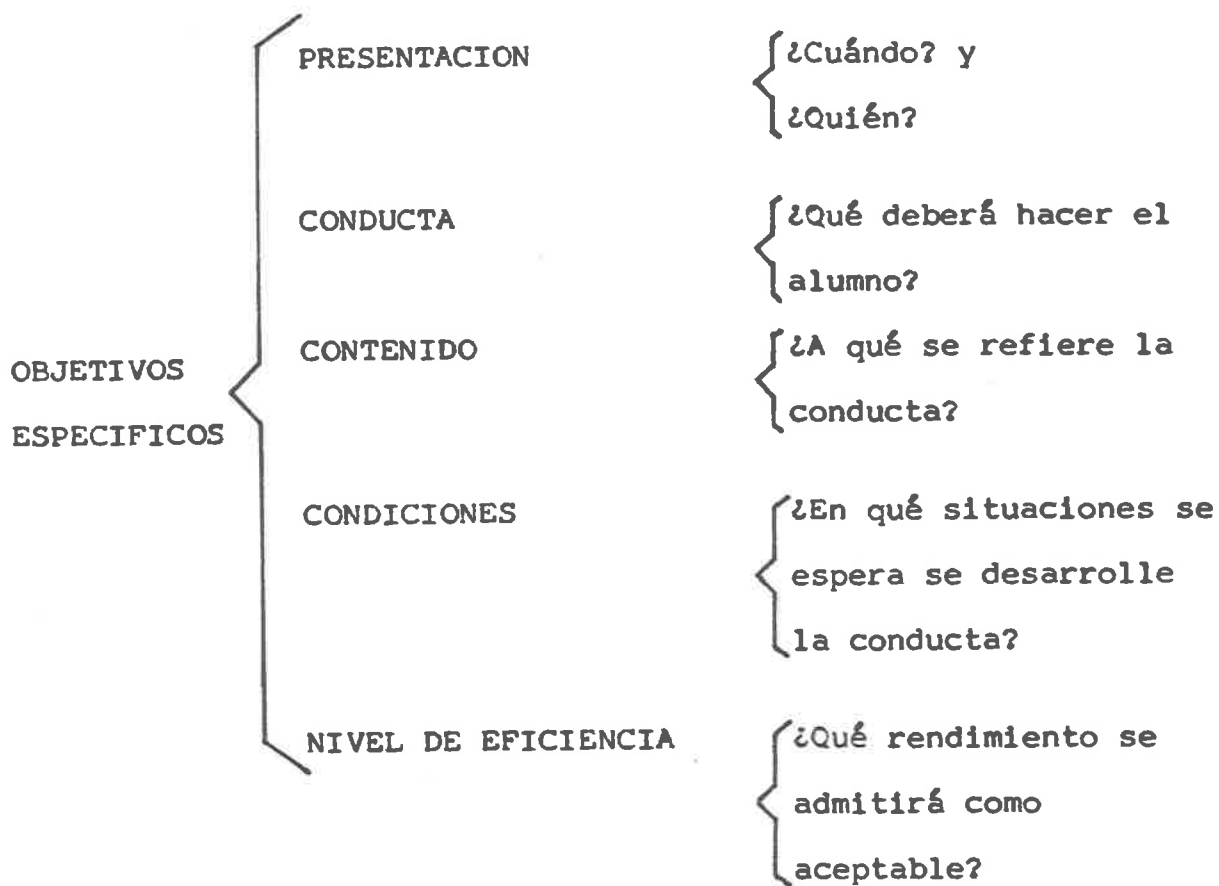 PRESENTACION
¿Cuándo? y
¿Quién?
CONDUCTA
¿Qué deberá hacer el
alumno?
OBJETIVOS
ESPECIFICOS
CONTENIDO
¿A qué se refiere la
conducta?
CONDICIONES
¿En qué situaciones se
espera se desarrolle
la conducta?
NIVEL DE EFICIENCIA
¿Qué rendimiento se
admitirá como
aceptable?